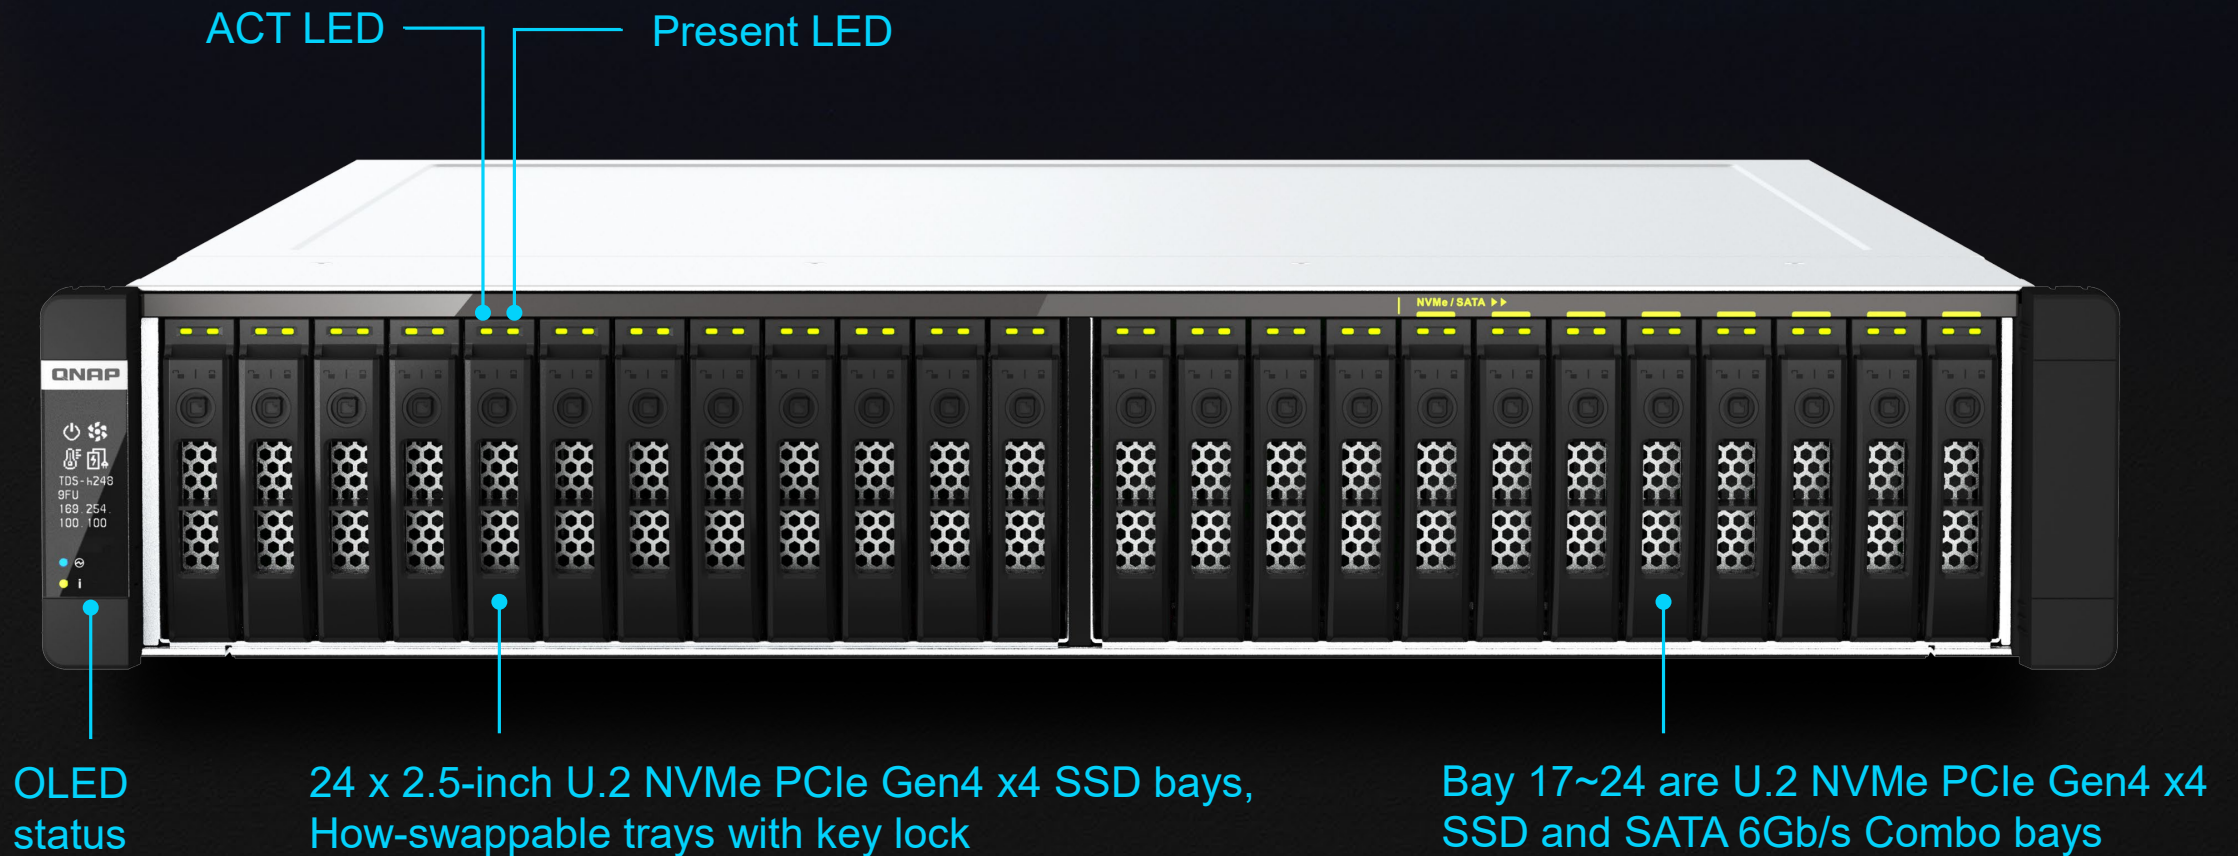 ACT LED
Present LED
NVMe / SATA
QNAP
TDS-h248
9FU
169.254.
100.100
i
OLED
status
24 x 2.5-inch U.2 NVMe PCIe Gen4 x4 SSD bays,
How-swappable trays with key lock
Bay 17~24 are U.2 NVMe PCIe Gen4 x4
SSD and SATA 6Gb/s Combo bays